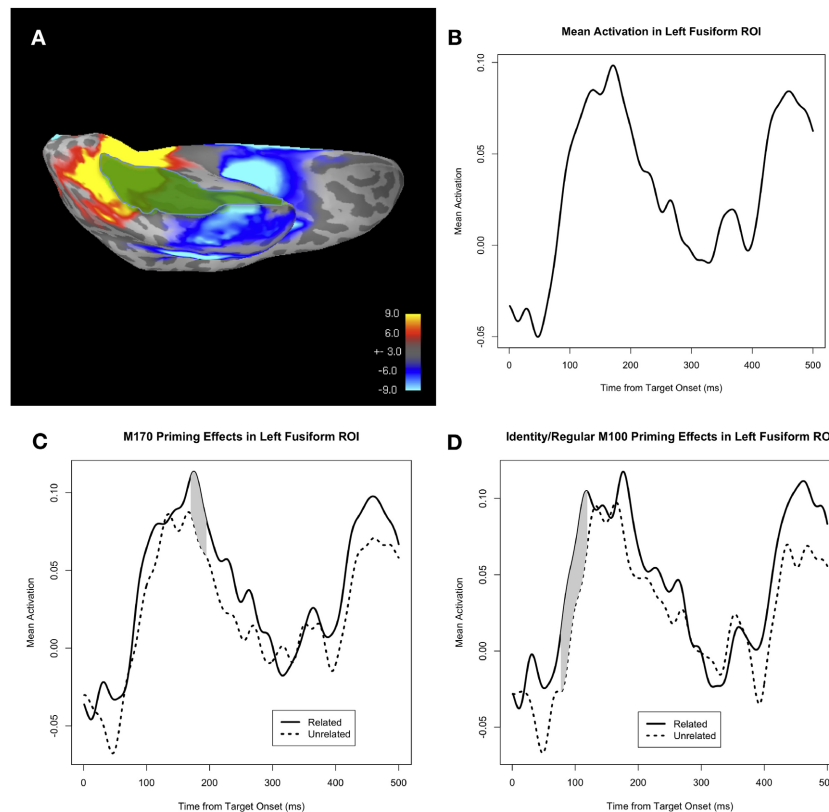 A
9.0
6.0
+- 3.0
-6.0
-9.0
B
Mean Activation in Left Fusiform ROI
Mean Activation
0.10
0.05
0.00
-0.05
0 100 200 300 400 500
Time from Target Onset (ms)
C
M170 Priming Effects in Left Fusiform ROI
Mean Activation
0.10
0.05
0.00
-0.05
Related
Unrelated
0 100 200 300 400 500
Time from Target Onset (ms)
D
Identity/Regular M100 Priming Effects in Left Fusiform RO
Mean Activation
0.10
0.05
0.00
-0.05
Related
Unrelated
0 100 200 300 400 500
Time from Target Onset (ms)